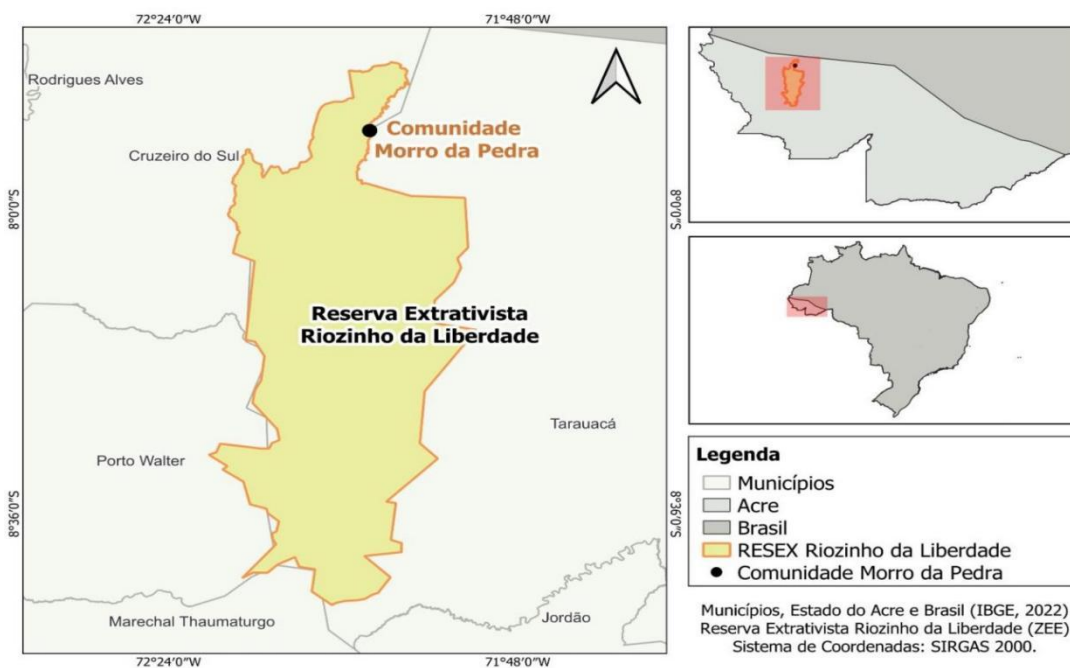 72°24'0"W
71°48'0"W
Rodrigues Alves
Comunidade
Morro da Pedra
Cruzeiro do Sul
8°0'0"S
8°0'0"S
Reserva Extrativista
Riozinho da Liberdade
Tarauacá
Porto Walter
8°36'0"S
8°36'0"S
Marechal Thaumaturgo
Jordão
72°24'0"W
71°48'0"W
Legenda
Municípios
Acre
Brasil
RESEX Riozinho da Liberdade
Comunidade Morro da Pedra
Municípios, Estado do Acre e Brasil (IBGE, 2022)
Reserva Extrativista Riozinho da Liberdade (ZEE)
Sistema de Coordenadas: SIRGAS 2000.